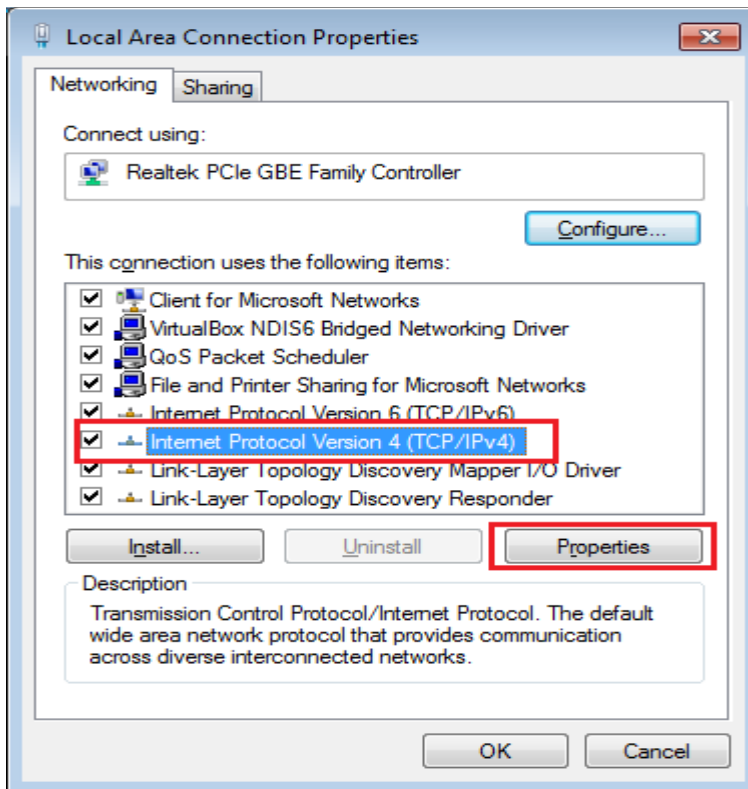 Local Area Connection Properties
Networking
Sharing
Connect using:
Realtek PCIe GBE Family Controller
Configure...
This connection uses the following items:
Client for Microsoft Networks
VirtualBox NDIS6 Bridged Networking Driver
QoS Packet Scheduler
File and Printer Sharing for Microsoft Networks
Internet Protocol Version 6 (TCP/IPv6)
Internet Protocol Version 4 (TCP/IPv4)
Link-Layer Topology Discovery Mapper I/O Driver
Link-Layer Topology Discovery Responder
Install...
Uninstall
Properties
Description
Transmission Control Protocol/Internet Protocol. The default
wide area network protocol that provides communication
across diverse interconnected networks.
OK
Cancel